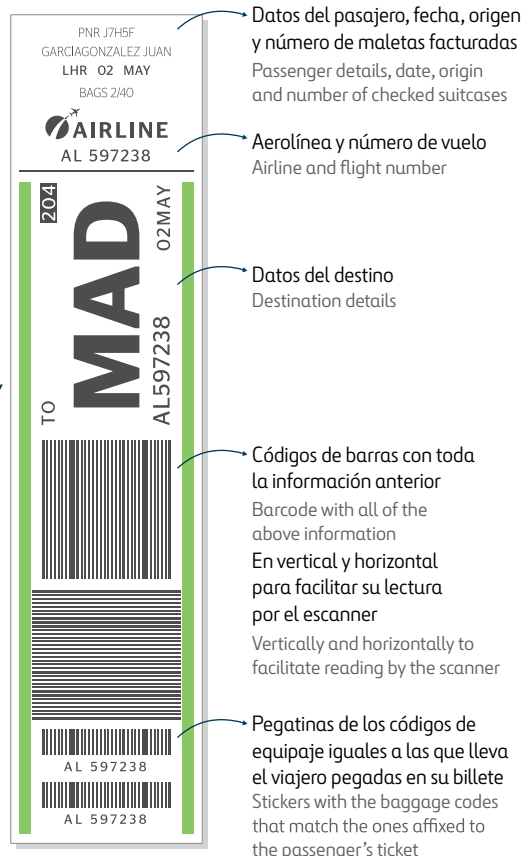 PNR J7H5F
GARCIAGONZALEZ JUAN
LHR 02 MAY
BAGS 2/40
AIRLINE
AL 597238
204
TO
MAD
02MAY
AL597238
AL 597238
AL 597238
Datos del pasajero, fecha, origen
y número de maletas facturadas
Passenger details, date, origin
and number of checked suitcases
Aerolínea y número de vuelo
Airline and flight number
Datos del destino
Destination details
Códigos de barras con toda
la información anterior
Barcode with all of the
above information
En vertical y horizontal
para facilitar su lectura
por el escanner
Vertically and horizontally to
facilitate reading by the scanner
Pegatinas de los códigos de
equipaje iguales a las que lleva
el viajero pegadas en su billete
Stickers with the baggage codes
that match the ones affixed to
the passenger's ticket